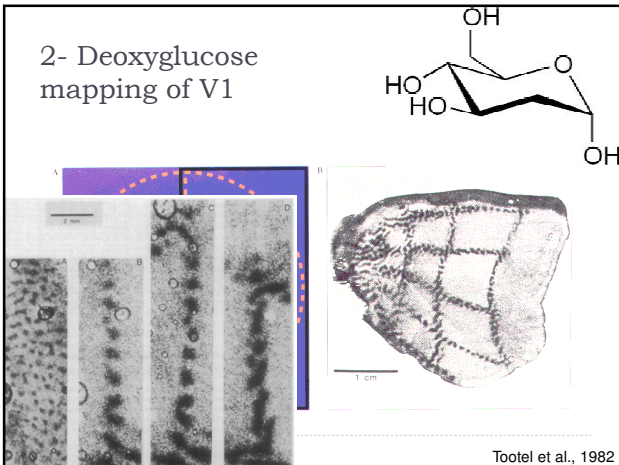 2- Deoxyglucose
mapping of V1
OH
O
HO
HO
OH
A
B
2 mm
A
B
C
D
1 cm
Tootel et al., 1982